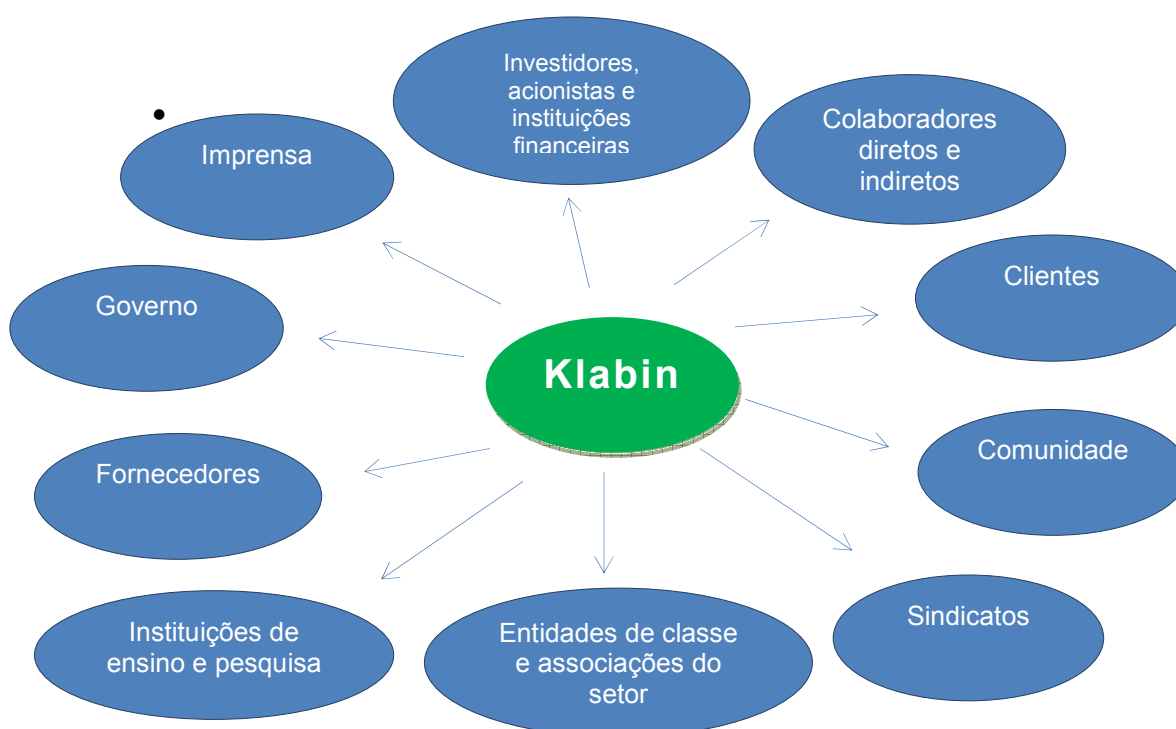 Investidores,
acionistas e
instituições
financeiras
Colaboradores
diretos e
indiretos
•
Imprensa
Clientes
Governo
Klabin
Comunidade
Fornecedores
Sindicatos
Instituições de
ensino e pesquisa
Entidades de classe
e associações do
setor